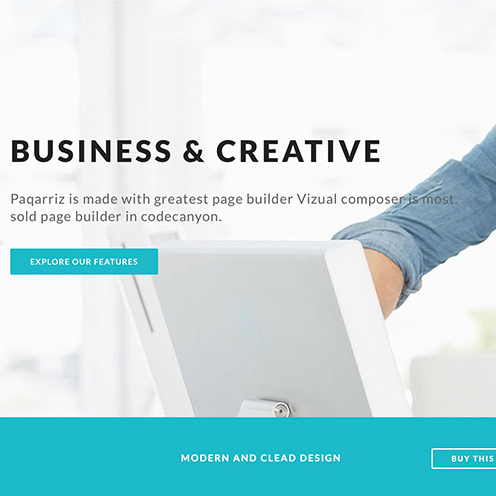 BUSINESS & CREATIVE
Paqarriz is made with greatest page builder Vizual composer is most.
sold page builder in codecanyon.
EXPLORE OUR FEATURES
MODERN AND CLEAD DESIGN
BUY THIS